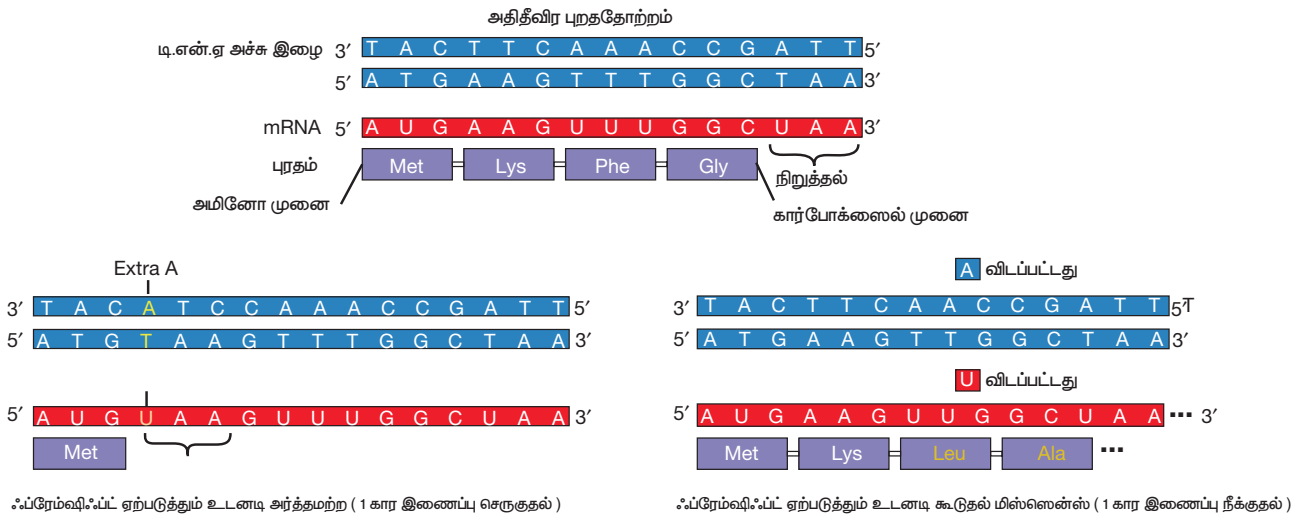 அதிதீவிர புறததோற்றம்
டி.என்.ஏ அச்சு இழை 3′ T A C T T C A A A C C G A T T 5′
5′ A T G A A G T T T G G C T A A 3′
mRNA 5′ A U G A A G U U U G G C U A A 3′
புரதம் Met Lys Phe Gly நிறுத்தல்
அமினோ முனை கார்போக்ஸைல் முனை
Extra A
3′ T A C A T C C A A A C C G A T T 5′
5′ A T G T A A G T T T G G C T A A 3′
5′ A U G U A A G U U U G G C U A A 3′
Met
ஃப்ரேம்ஷிஃப்ட் ஏற்படுத்தும் உடனடி அர்த்தமற்ற ( 1 கார இணைப்பு செருகுதல் )
A விடப்பட்டது
3′ T A C T T C A A C C G A T T 5′T
5′ A T G A A G T T G G C T A A 3′
U விடப்பட்டது
5′ A U G A A G U U G G C U A A ... 3′
Met Lys Leu Ala ...
ஃப்ரேம்ஷிஃப்ட் ஏற்படுத்தும் உடனடி கூடுதல் மிஸ்ஸென்ஸ் ( 1 கார இணைப்பு நீக்குதல் )